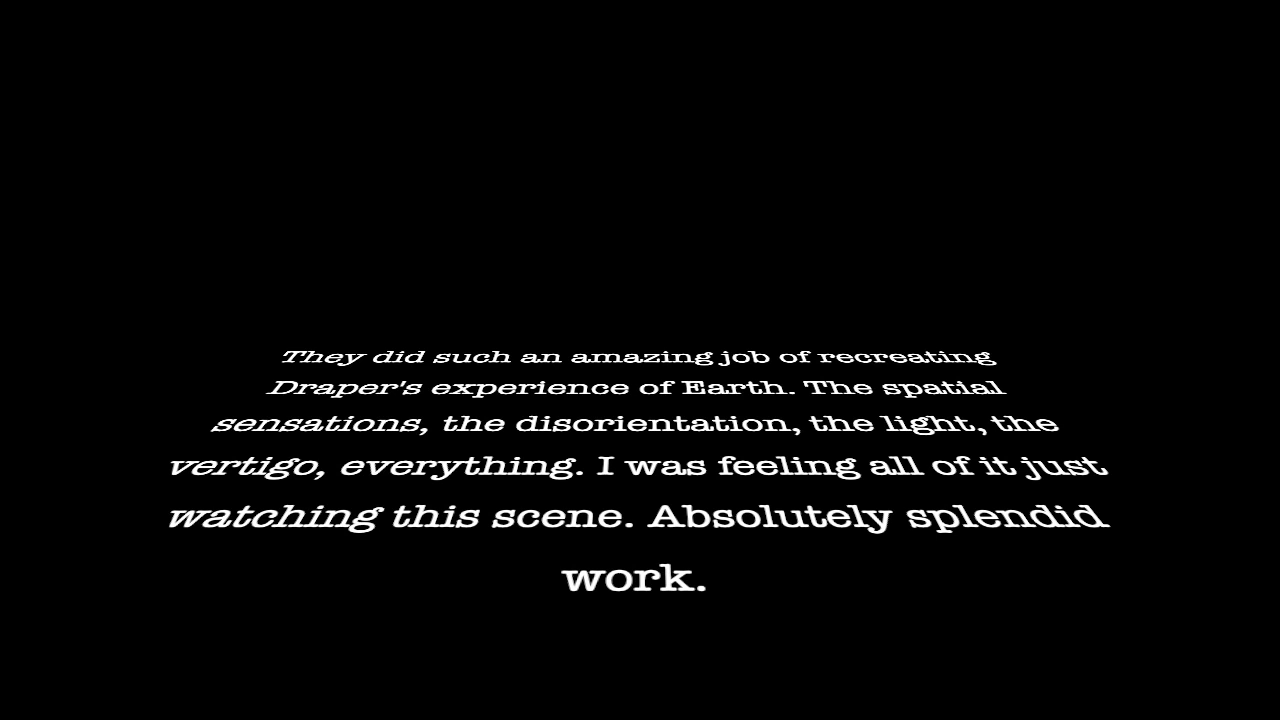 They did such an amazing job of recreating
Draper's experience of Earth. The spatial
sensations, the disorientation, the light, the
vertigo, everything. I was feeling all of it just
watching this scene. Absolutely splendid
work.